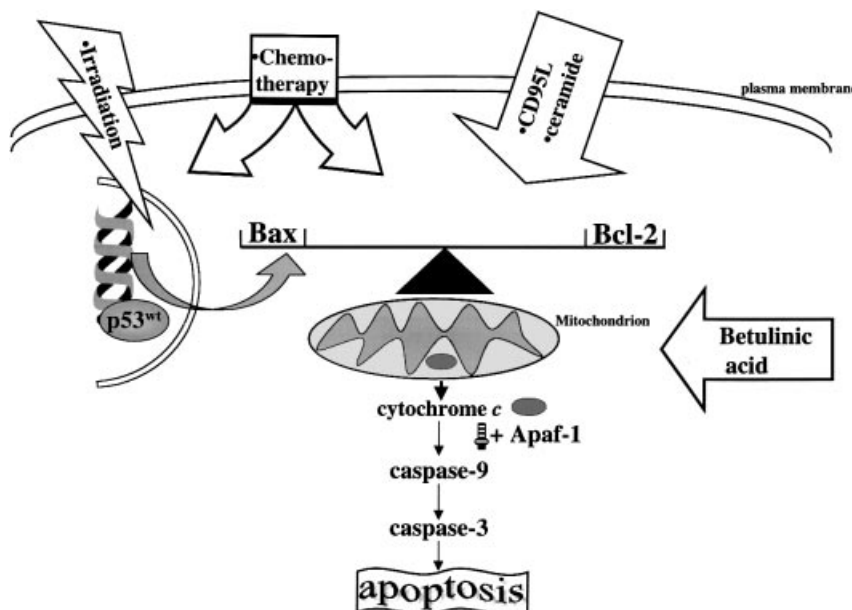 •Irradiation
•Chemo-
therapy
•CD95L
•ceramide
plasma membrane
Bax
Bcl-2
p53wt
Mitochondrion
Betulinic
acid
cytochrome c
+ Apaf-1
caspase-9
caspase-3
apoptosis